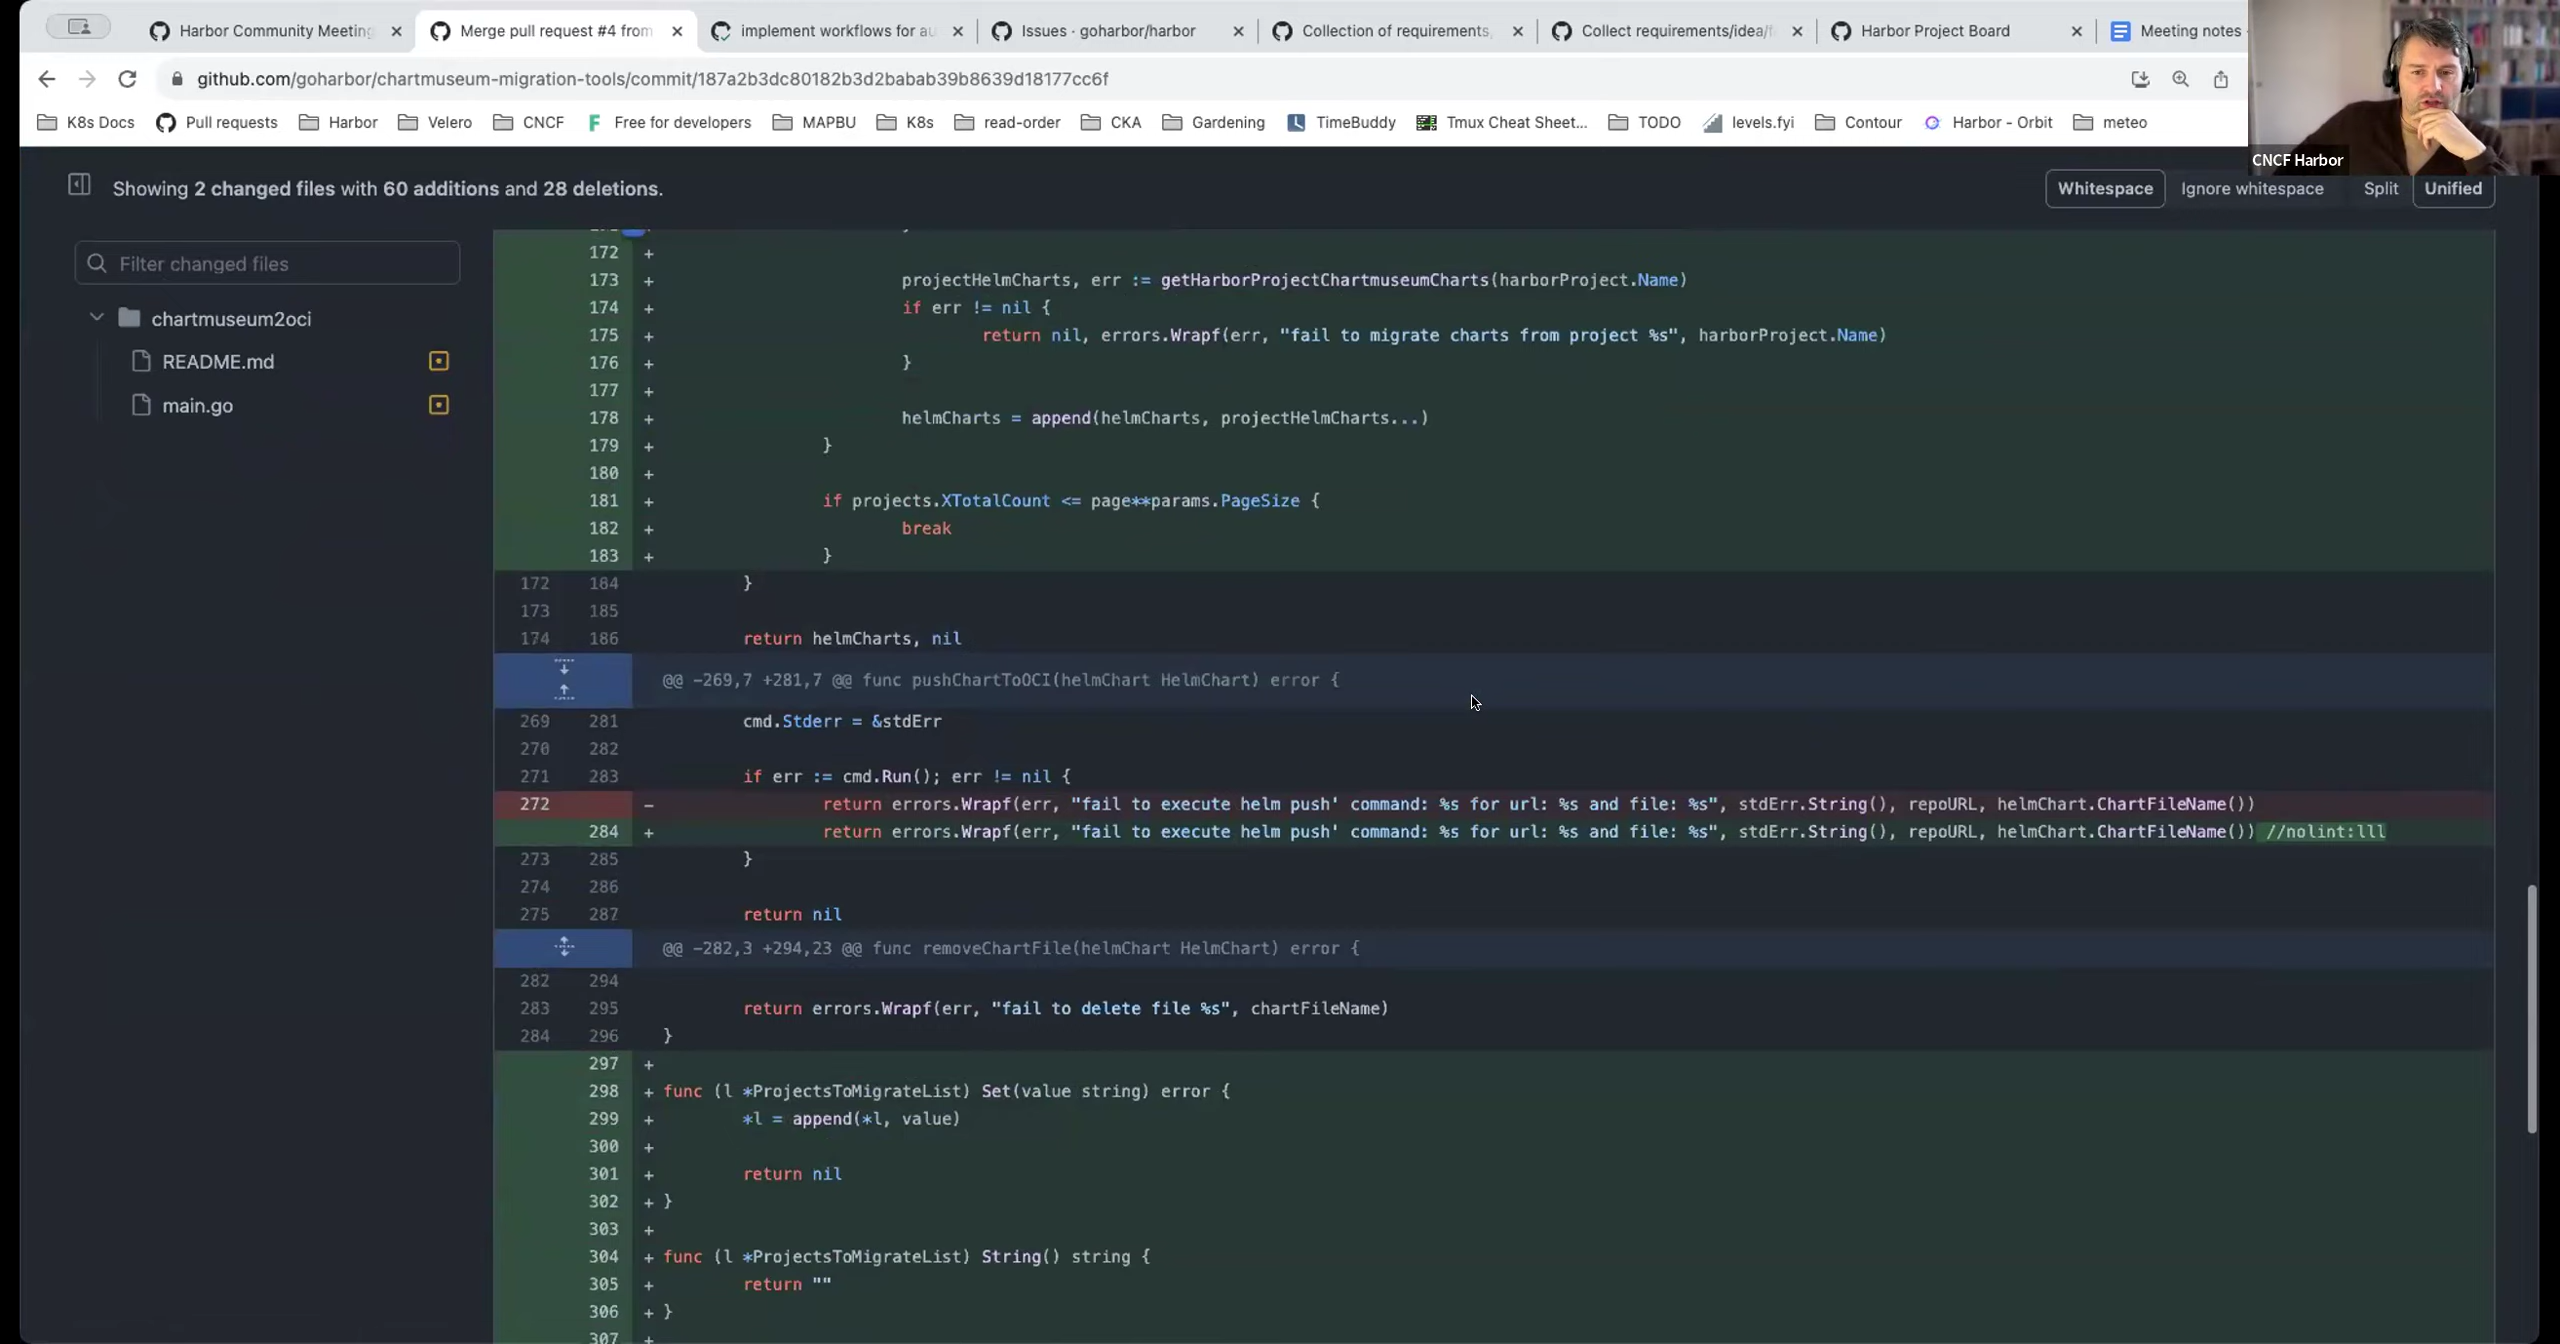 Harbor Community Meeting
Merge pull request #4 from
implement workflows for au
Issues · goharbor/harbor
Collection of requirements,
Collect requirements/idea/f
Harbor Project Board
Meeting notes
github.com/goharbor/chartmuseum-migration-tools/commit/187a2b3dc80182b3d2babab39b8639d18177cc6f
K8s Docs Pull requests Harbor Velero CNCF Free for developers MAPBU K8s read-order CKA Gardening TimeBuddy Tmux Cheat Sheet... TODO levels.fyi Contour Harbor - Orbit meteo
CNCF Harbor
Showing 2 changed files with 60 additions and 28 deletions.
Whitespace Ignore whitespace Split Unified
Filter changed files
chartmuseum2oci
README.md
main.go
172 +
173 + projectHelmCharts, err := getHarborProjectChartmuseumCharts(harborProject.Name)
174 + if err != nil {
175 + return nil, errors.Wrapf(err, "fail to migrate charts from project %s", harborProject.Name)
176 + }
177 +
178 + helmCharts = append(helmCharts, projectHelmCharts...)
179 + }
180 +
181 + if projects.XTotalCount <= page**params.PageSize {
182 + break
183 + }
172 184 }
173 185
174 186 return helmCharts, nil
@@ -269,7 +281,7 @@ func pushChartToOCI(helmChart HelmChart) error {
269 281 cmd.Stderr = &stdErr
270 282
271 283 if err := cmd.Run(); err != nil {
272 - return errors.Wrapf(err, "fail to execute helm push' command: %s for url: %s and file: %s", stdErr.String(), repoURL, helmChart.ChartFileName())
284 + return errors.Wrapf(err, "fail to execute helm push' command: %s for url: %s and file: %s", stdErr.String(), repoURL, helmChart.ChartFileName()) //nolint:lll
273 285 }
274 286
275 287 return nil
@@ -282,3 +294,23 @@ func removeChartFile(helmChart HelmChart) error {
282 294
283 295 return errors.Wrapf(err, "fail to delete file %s", chartFileName)
284 296 }
297 +
298 + func (l *ProjectsToMigrateList) Set(value string) error {
299 + *l = append(*l, value)
300 +
301 + return nil
302 + }
303 +
304 + func (l *ProjectsToMigrateList) String() string {
305 + return ""
306 + }
307 +